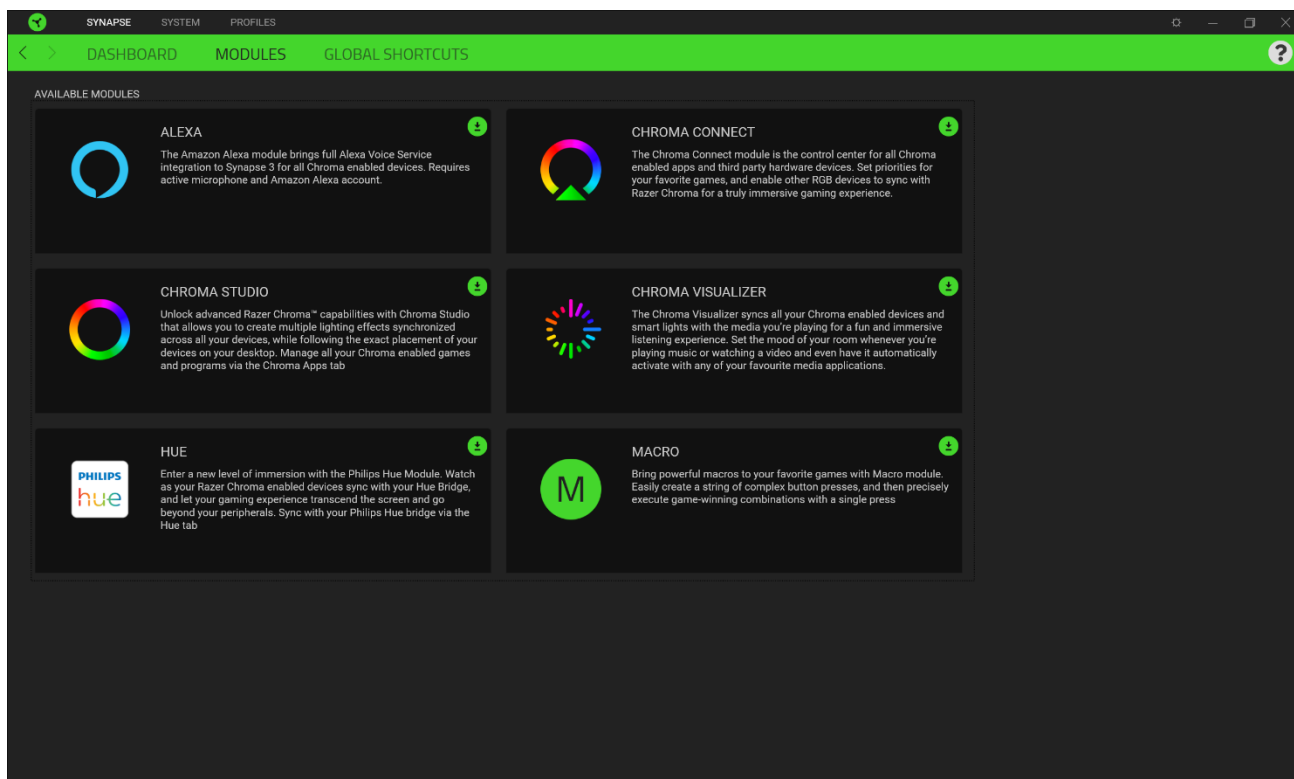 SYNAPSE SYSTEM PROFILES
DASHBOARD MODULES GLOBAL SHORTCUTS
?
AVAILABLE MODULES
ALEXA
The Amazon Alexa module brings full Alexa Voice Service
integration to Synapse 3 for all Chroma enabled devices. Requires
active microphone and Amazon Alexa account.
CHROMA CONNECT
The Chroma Connect module is the control center for all Chroma
enabled apps and third party hardware devices. Set priorities for
your favorite games, and enable other RGB devices to sync with
Razer Chroma for a truly immersive gaming experience.
CHROMA STUDIO
Unlock advanced Razer Chroma™ capabilities with Chroma Studio
that allows you to create multiple lighting effects synchronized
across all your devices, while following the exact placement of your
devices on your desktop. Manage all your Chroma enabled games
and programs via the Chroma Apps tab
CHROMA VISUALIZER
The Chroma Visualizer syncs all your Chroma enabled devices and
smart lights with the media you're playing for a fun and immersive
listening experience. Set the mood of your room whenever you're
playing music or watching a video and even have it automatically
activate with any of your favourite media applications.
PHILIPS
hue
HUE
Enter a new level of immersion with the Philips Hue Module. Watch
as your Razer Chroma enabled devices sync with your Hue Bridge,
and let your gaming experience transcend the screen and go
beyond your peripherals. Sync with your Philips Hue bridge via the
Hue tab
M
MACRO
Bring powerful macros to your favorite games with Macro module.
Easily create a string of complex button presses, and then precisely
execute game-winning combinations with a single press